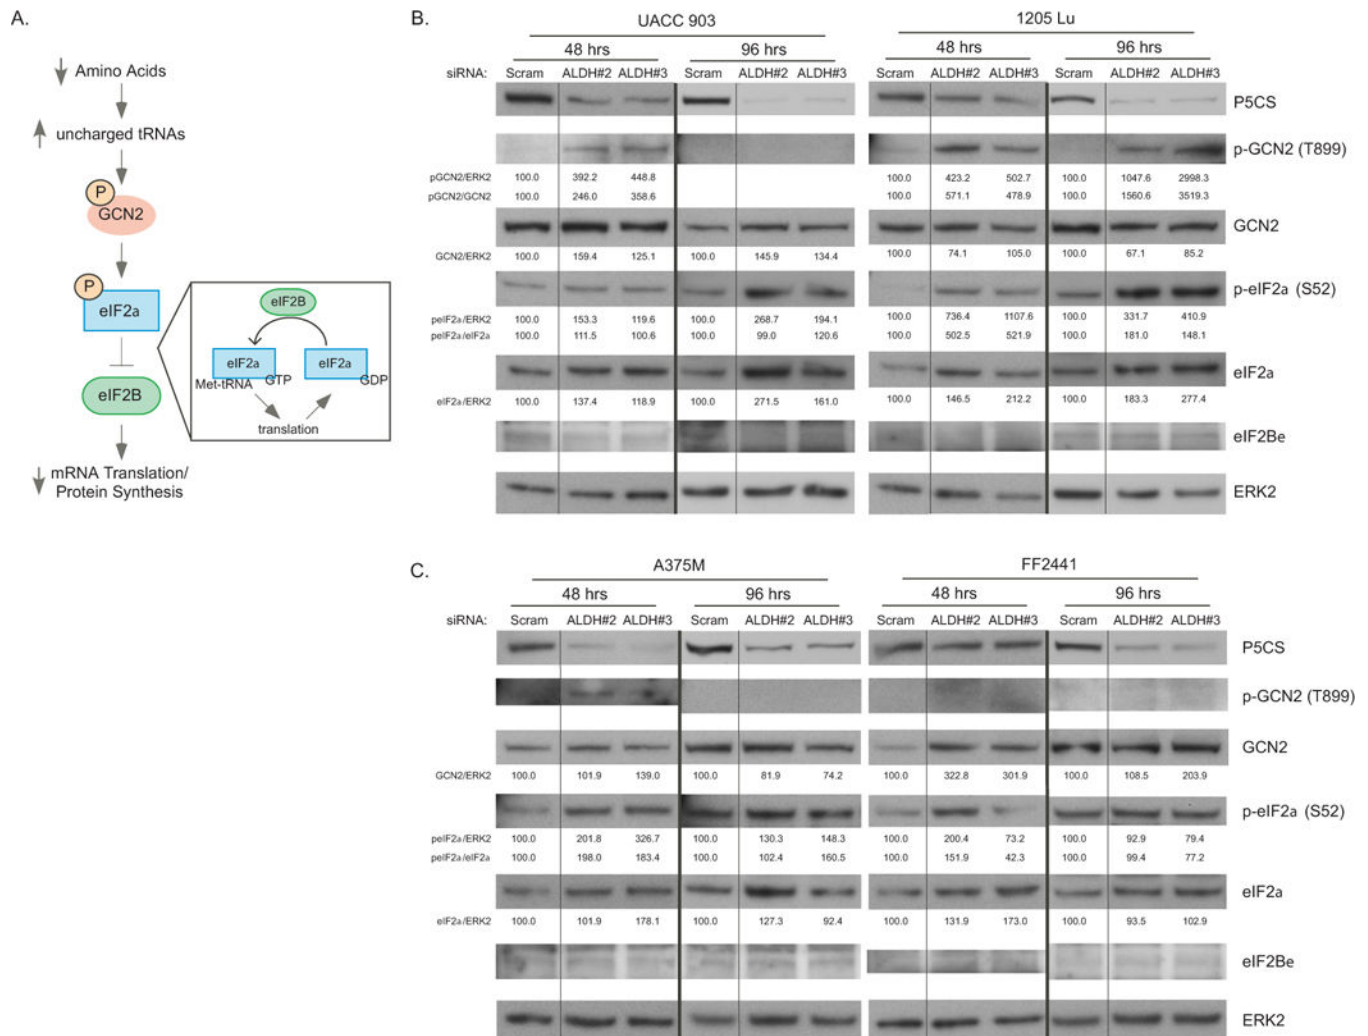 A.
Amino Acids
uncharged tRNAs
P
GCN2
P
eIF2a
eIF2B
mRNA Translation/
Protein Synthesis
eIF2B
eIF2a
eIF2a
Met-tRNA
GTP
GDP
translation
B.
UACC 903
1205 Lu
48 hrs
96 hrs
48 hrs
96 hrs
siRNA: Scram ALDH#2 ALDH#3 Scram ALDH#2 ALDH#3 Scram ALDH#2 ALDH#3 Scram ALDH#2 ALDH#3
P5CS
p-GCN2 (T899)
pGCN2/ERK2 100.0 392.2 448.8 100.0 423.2 502.7 100.0 1047.6 2998.3
pGCN2/GCN2 100.0 246.0 358.6 100.0 571.1 478.9 100.0 1560.6 3519.3
GCN2
GCN2/ERK2 100.0 159.4 125.1 100.0 145.9 134.4 100.0 74.1 105.0 100.0 67.1 85.2
p-eIF2a (S52)
peIF2a/ERK2 100.0 153.3 119.6 100.0 268.7 194.1 100.0 736.4 1107.6 100.0 331.7 410.9
peIF2a/eIF2a 100.0 111.5 100.6 100.0 99.0 120.6 100.0 502.5 521.9 100.0 181.0 148.1
eIF2a
eIF2a/ERK2 100.0 137.4 118.9 100.0 271.5 161.0 100.0 146.5 212.2 100.0 183.3 277.4
eIF2Be
ERK2
C.
A375M
FF2441
48 hrs
96 hrs
48 hrs
96 hrs
siRNA: Scram ALDH#2 ALDH#3 Scram ALDH#2 ALDH#3 Scram ALDH#2 ALDH#3 Scram ALDH#2 ALDH#3
P5CS
p-GCN2 (T899)
GCN2
GCN2/ERK2 100.0 101.9 139.0 100.0 81.9 74.2 100.0 322.8 301.9 100.0 108.5 203.9
p-eIF2a (S52)
peIF2a/ERK2 100.0 201.8 326.7 100.0 130.3 148.3 100.0 200.4 73.2 100.0 92.9 79.4
peIF2a/eIF2a 100.0 198.0 183.4 100.0 102.4 160.5 100.0 151.9 42.3 100.0 99.4 77.2
eIF2a
eIF2a/ERK2 100.0 101.9 178.1 100.0 127.3 92.4 100.0 131.9 173.0 100.0 93.5 102.9
eIF2Be
ERK2